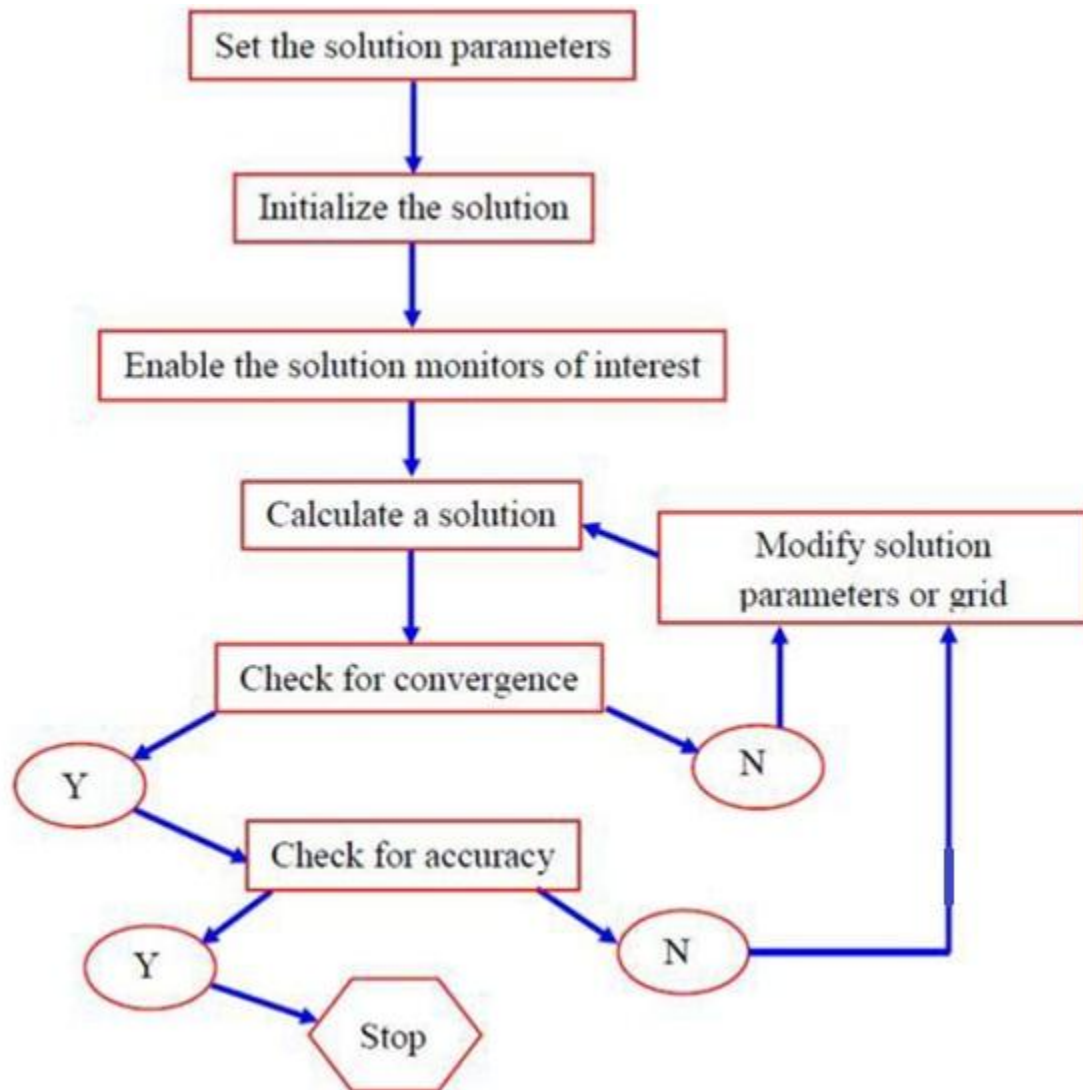 Set the solution parameters
Initialize the solution
Enable the solution monitors of interest
Calculate a solution
Modify solution
parameters or grid
Check for convergence
Y
N
Check for accuracy
Y
N
Stop